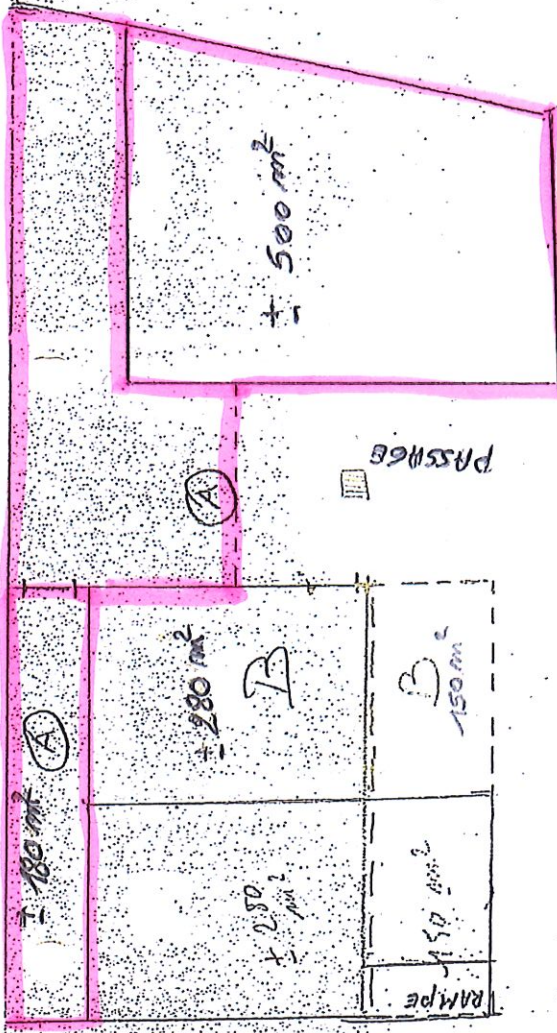 ± 180 m²
A
± 500 m²
A
PASSAGE
± 280 m²
B
B
150 m²
± 280
m²
150 m²
RAMPE